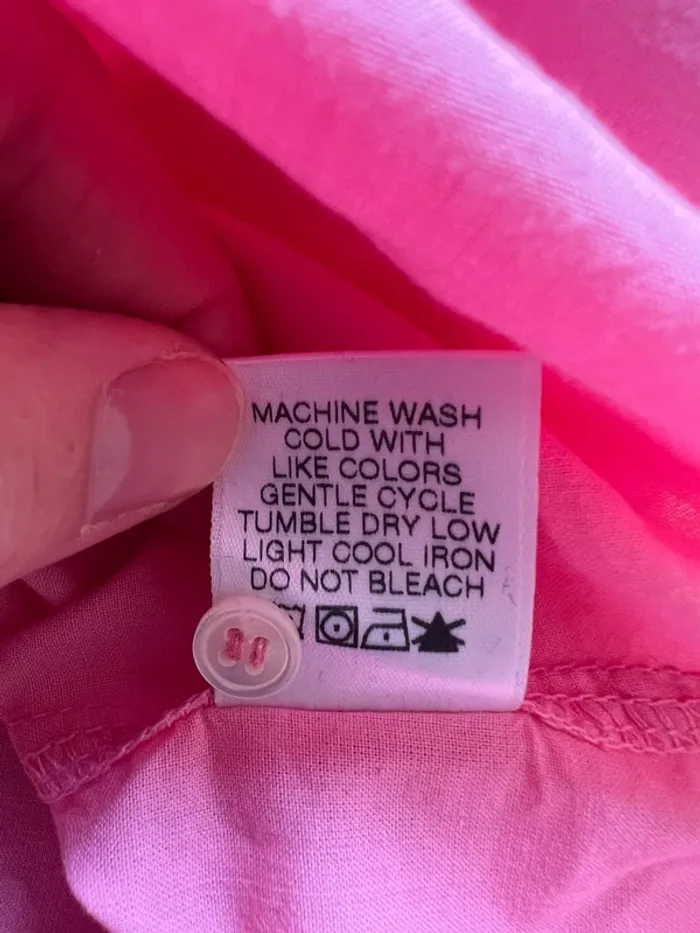 MACHINE WASH
COLD WITH
LIKE COLORS
GENTLE CYCLE
TUMBLE DRY LOW
LIGHT COOL IRON
DO NOT BLEACH